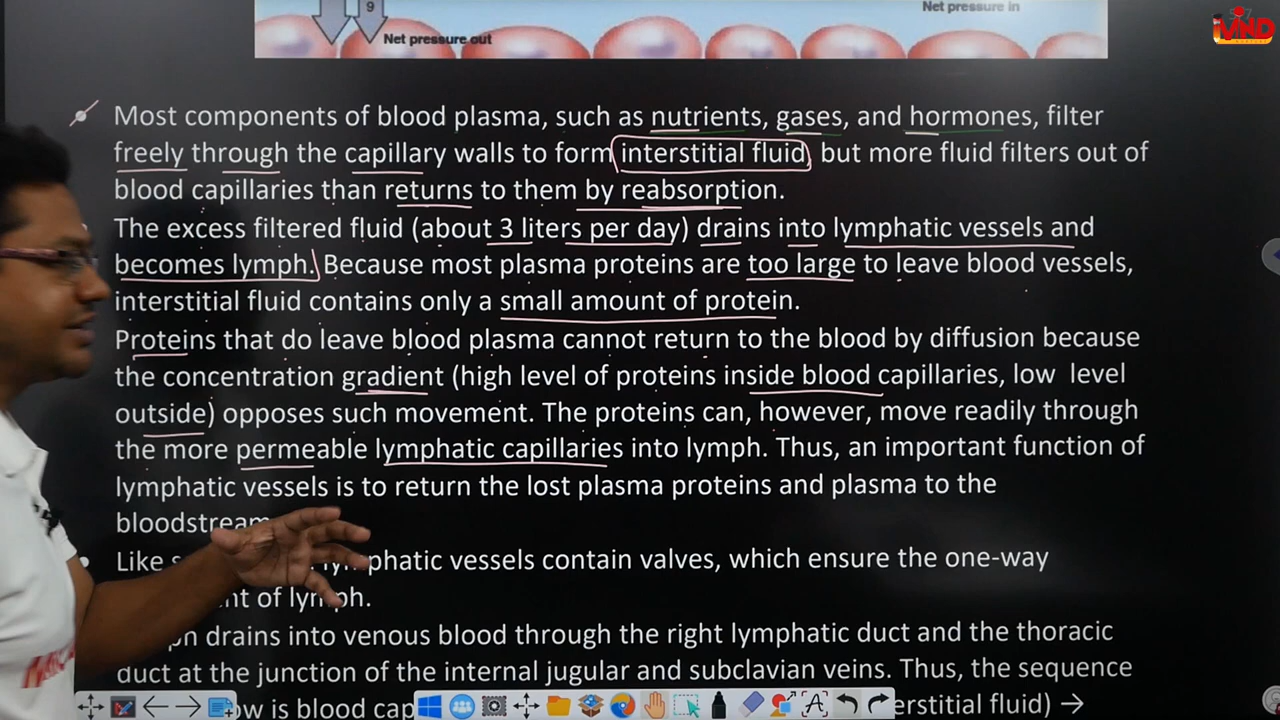 9
Net pressure in
Net pressure out
iVND
Most components of blood plasma, such as nutrients, gases, and hormones, filter
freely through the capillary walls to form interstitial fluid, but more fluid filters out of
blood capillaries than returns to them by reabsorption.
The excess filtered fluid (about 3 liters per day) drains into lymphatic vessels and
becomes lymph. Because most plasma proteins are too large to leave blood vessels,
interstitial fluid contains only a small amount of protein.
Proteins that do leave blood plasma cannot return to the blood by diffusion because
the concentration gradient (high level of proteins inside blood capillaries, low level
outside) opposes such movement. The proteins can, however, move readily through
the more permeable lymphatic capillaries into lymph. Thus, an important function of
lymphatic vessels is to return the lost plasma proteins and plasma to the
bloodstream
Like phatic vessels contain valves, which ensure the one-way
of lymph.
drains into venous blood through the right lymphatic duct and the thoracic
duct at the junction of the internal jugular and subclavian veins. Thus, the sequence
is blood erstitial fluid) →